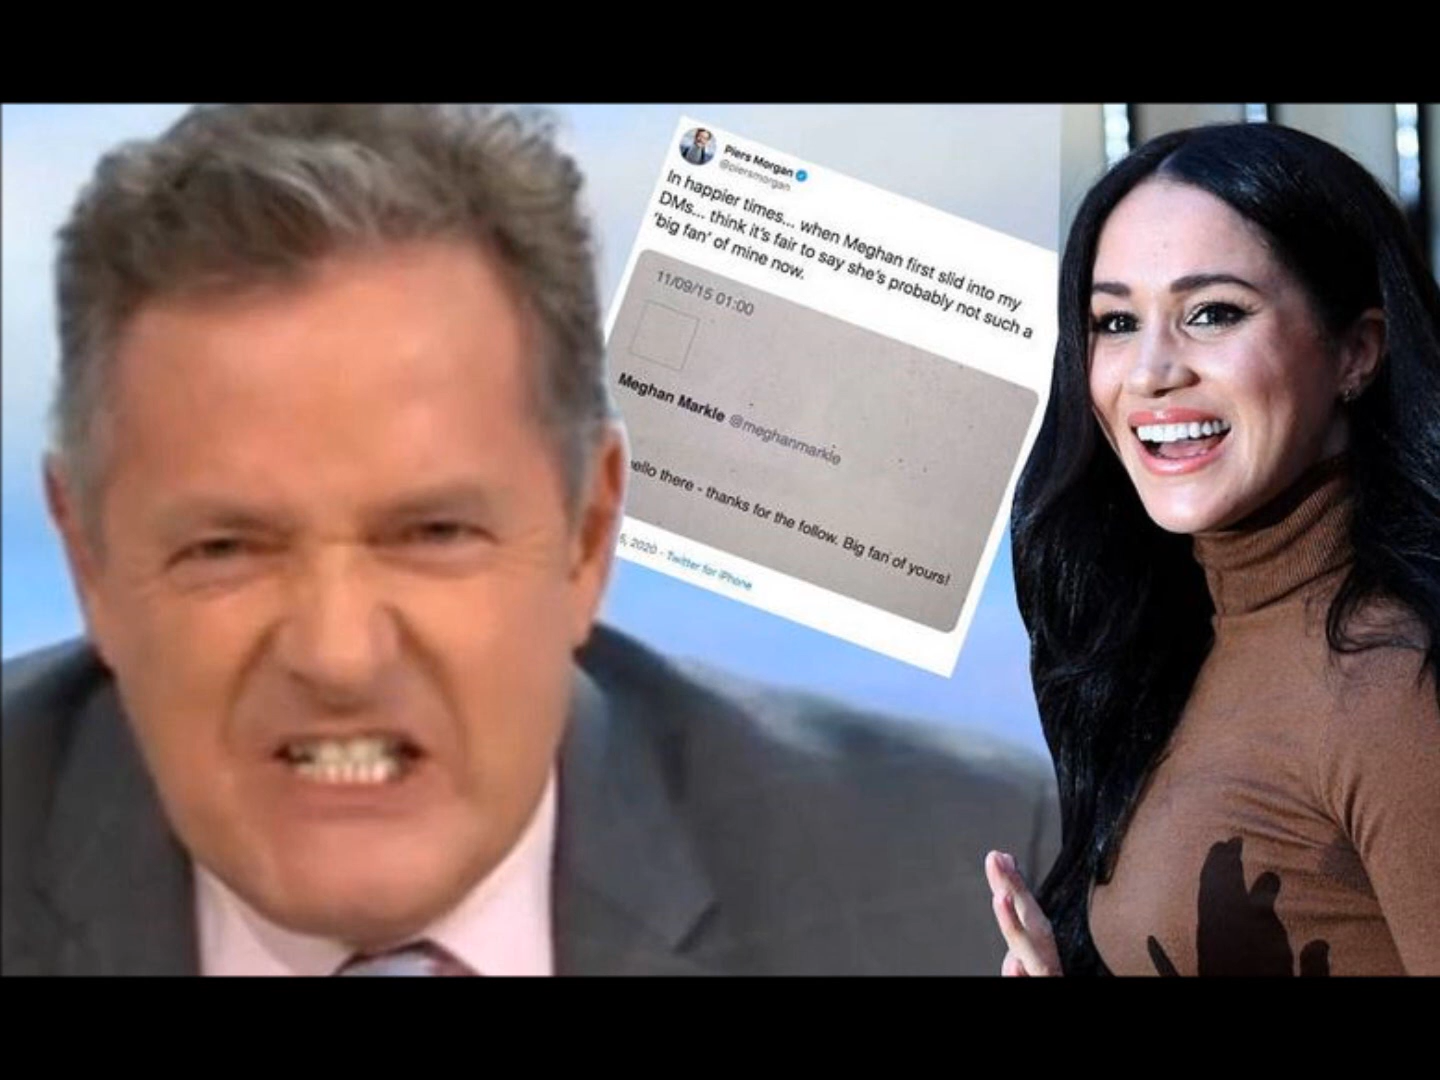 Piers Morgan
@piersmorgan
In happier times... when Meghan first slid into my
DMs... think it's fair to say she's probably not such a
'big fan' of mine now.
11/09/15 01:00
Meghan Markle @meghanmarkle
ello there - thanks for the follow. Big fan of yours!
5, 2020 · Twitter for iPhone